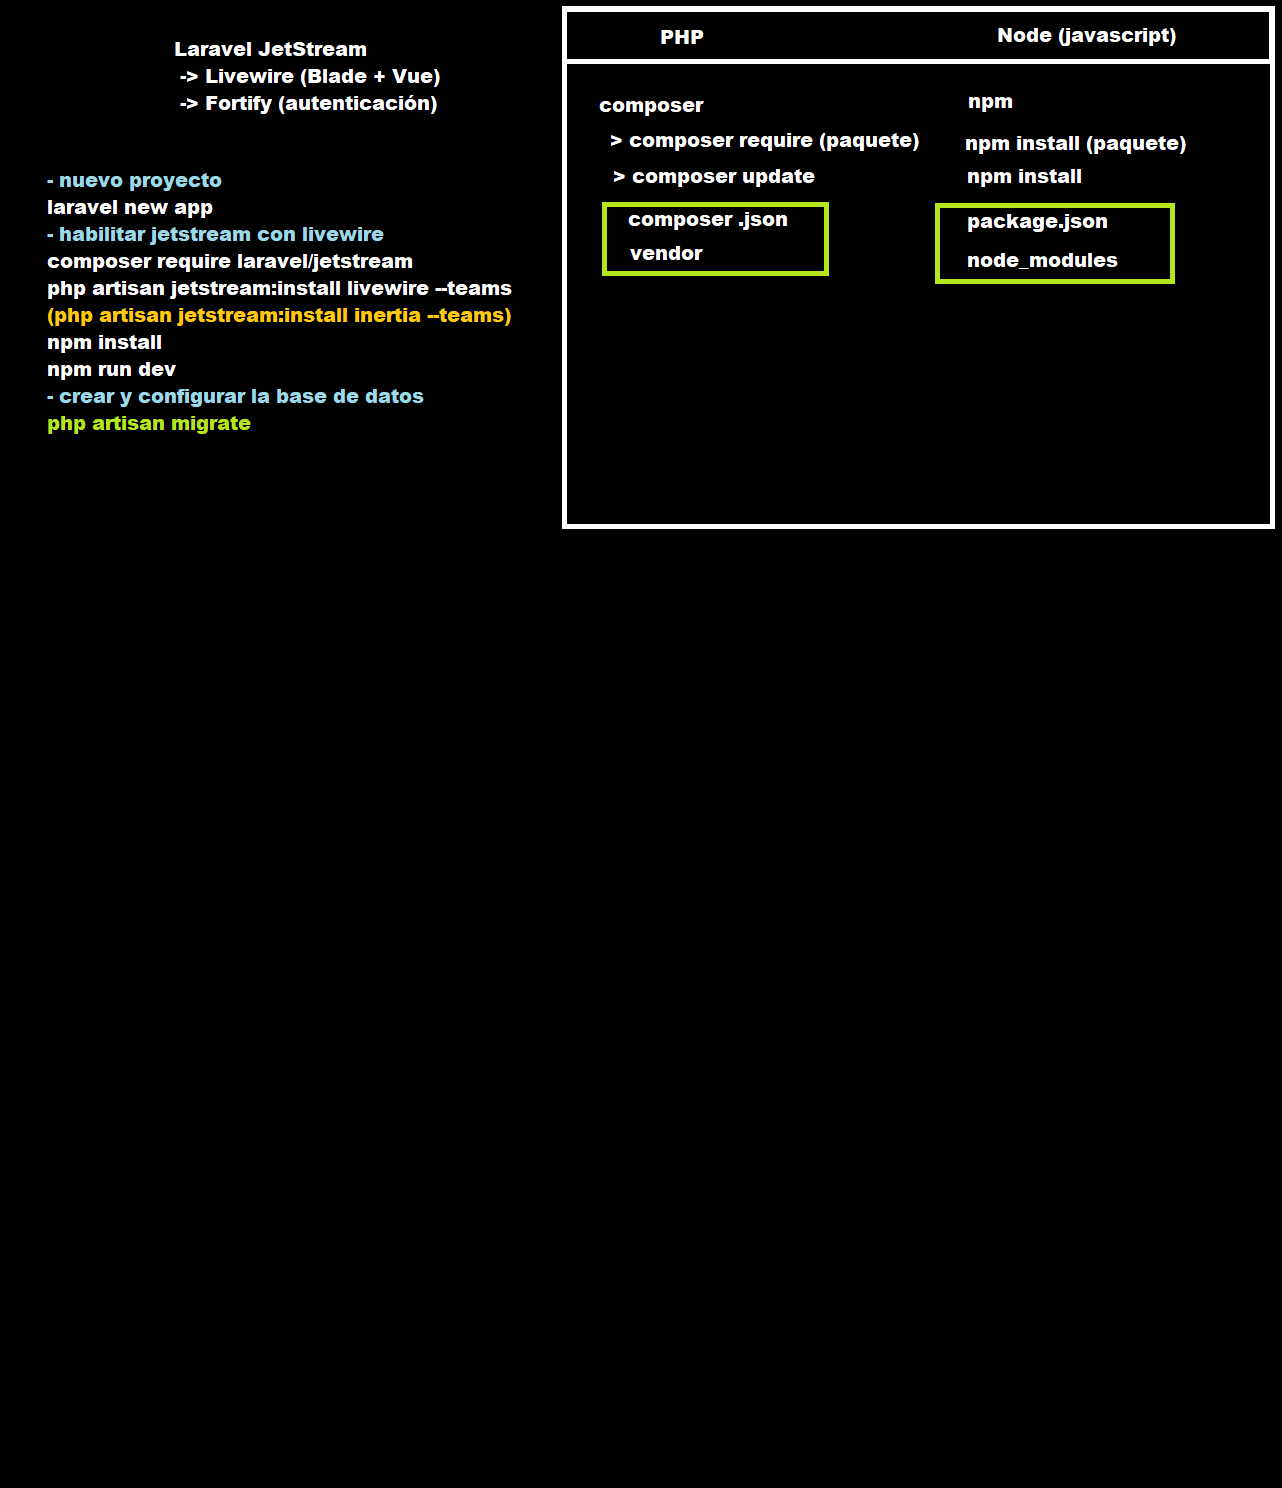 Laravel JetStream
-> Livewire (Blade + Vue)
-> Fortify (autenticación)
- nuevo proyecto
laravel new app
- habilitar jetstream con livewire
composer require laravel/jetstream
php artisan jetstream:install livewire --teams
(php artisan jetstream:install inertia --teams)
npm install
npm run dev
- crear y configurar la base de datos
php artisan migrate
PHP
Node (javascript)
composer
> composer require (paquete)
> composer update
composer .json
vendor
npm
npm install (paquete)
npm install
package.json
node_modules